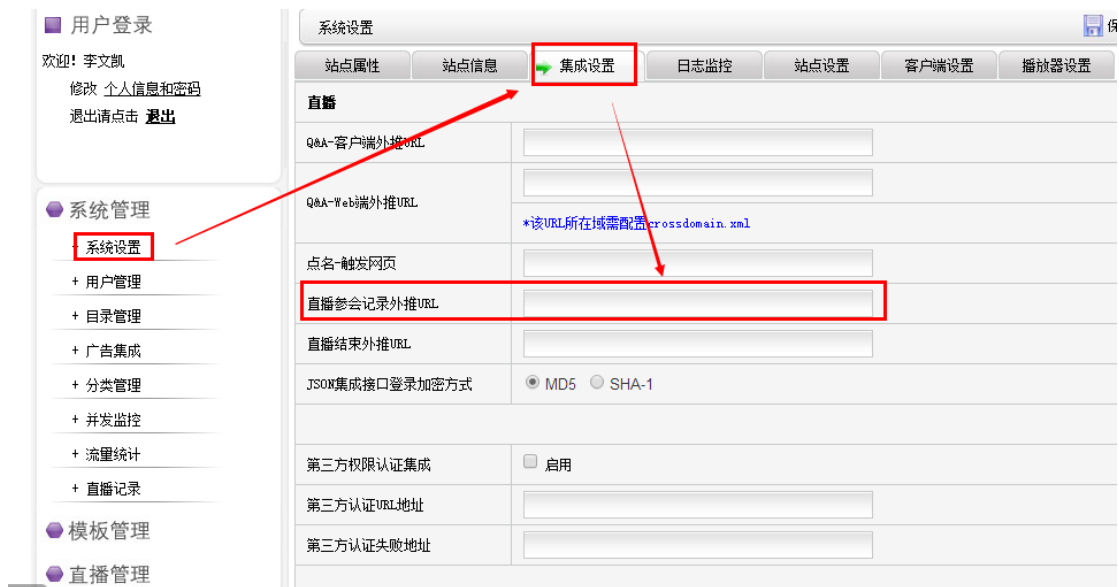 用户登录
欢迎! 李文凯
修改 个人信息和密码
退出请点击 退出
系统管理
+ 系统设置
+ 用户管理
+ 目录管理
+ 广告集成
+ 分类管理
+ 并发监控
+ 流量统计
+ 直播记录
模板管理
直播管理
系统设置
站点属性 站点信息 集成设置 日志监控 站点设置 客户端设置 播放器设置
直播
Q&A-客户端外推URL
Q&A-Web端外推URL
*该URL所在域需配置crossdomain.xml
点名-触发网页
直播参会记录外推URL
直播结束外推URL
JSON集成接口登录加密方式 MD5 SHA-1
第三方权限认证集成 启用
第三方认证URL地址
第三方认证失败地址